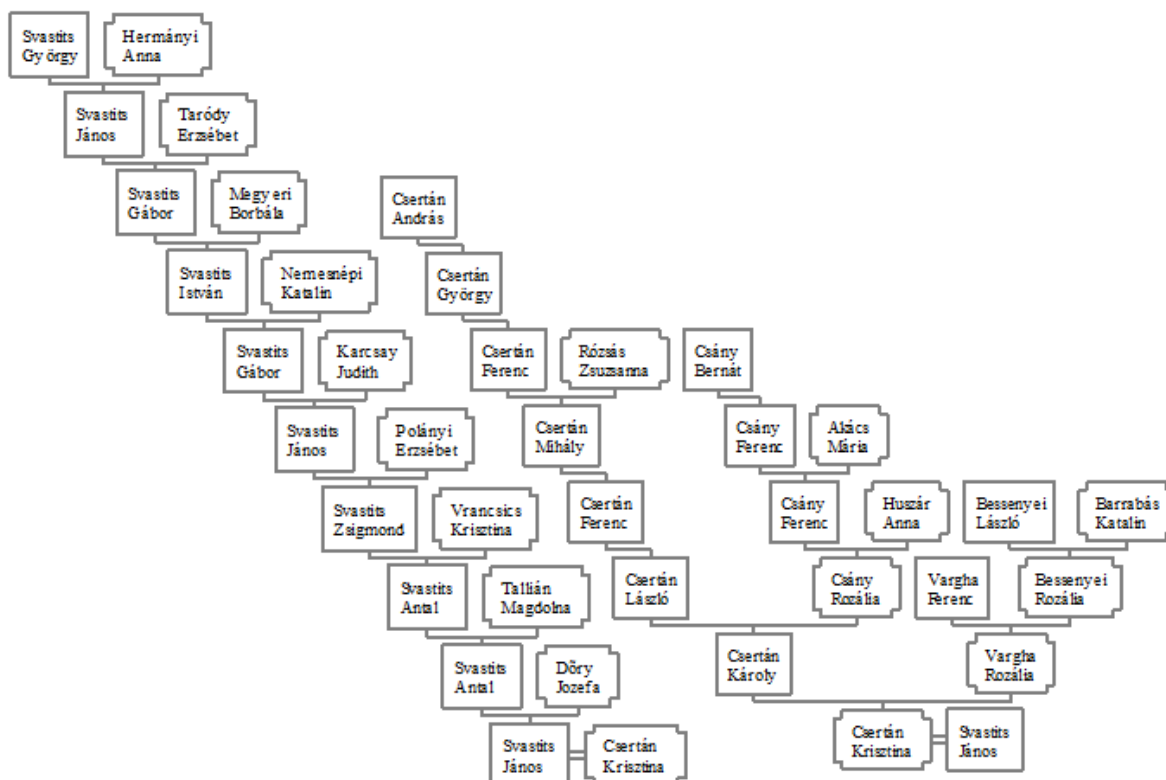 Svastits
György
Hermányi
Anna
Svastits
János
Taródy
Erzsébet
Svastits
Gábor
Megyeri
Borbála
Csertán
András
Svastits
István
Nemesnépi
Katalin
Csertán
György
Svastits
Gábor
Karcsay
Judith
Csertán
Ferenc
Rózsás
Zsuzsanna
Csány
Bernát
Svastits
János
Polányi
Erzsébet
Csertán
Mihály
Csány
Ferenc
Akács
Mária
Svastits
Zsigmond
Vrancsics
Krisztina
Csertán
Ferenc
Csány
Ferenc
Huszár
Anna
Bessenyei
László
Barrabás
Katalin
Svastits
Antal
Tallián
Magdolna
Csertán
László
Csány
Rozália
Vargha
Ferenc
Bessenyei
Rozália
Svastits
Antal
Dõry
Jozefa
Csertán
Károly
Vargha
Rozália
Svastits
János
Csertán
Krisztina
Csertán
Krisztina
Svastits
János